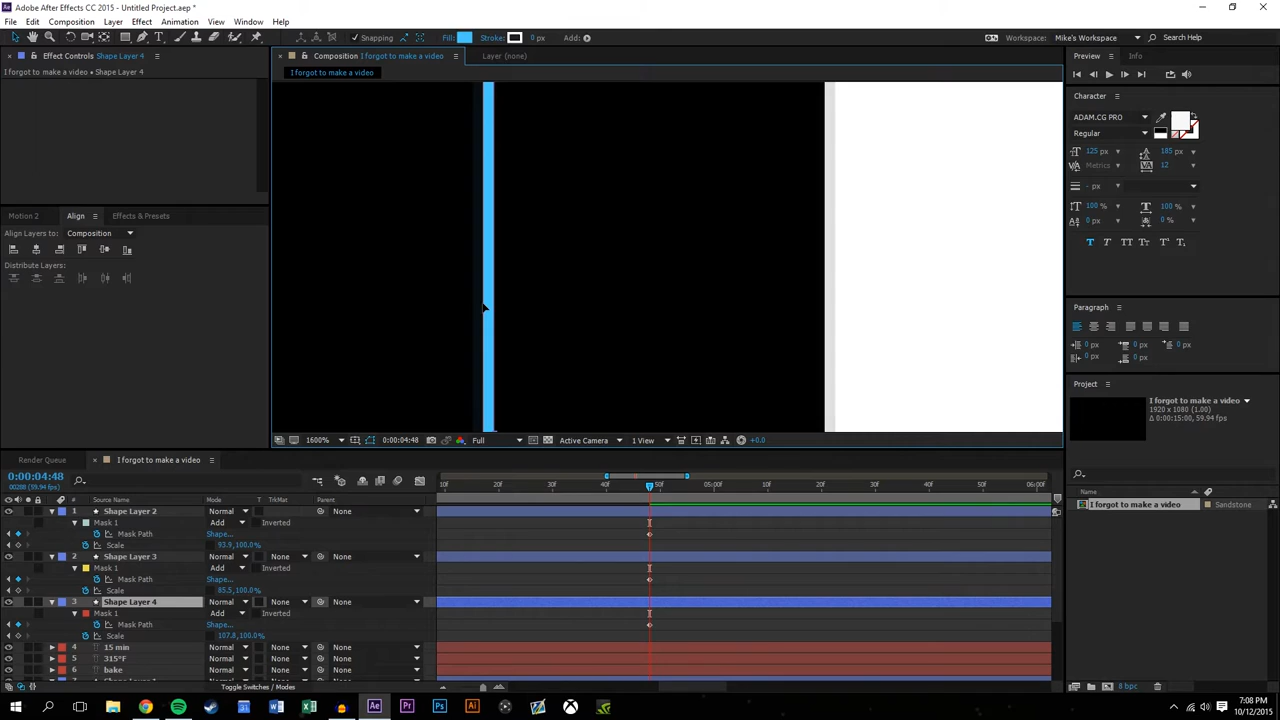 Adobe After Effects CC 2015 - Untitled Project.aep *
File Edit Composition Layer Effect Animation View Window Help
Snapping Fill: Stroke: 0 px Add: Workspace: Mike's Workspace Search Help
Effect Controls Shape Layer 4
I forgot to make a video • Shape Layer 4
Composition I forgot to make a video Layer (none)
I forgot to make a video
Preview Info
Character
ADAM.CG PRO
Regular
125 px 185 px
Metrics 12
- px
100 % 100 %
0 px 0 %
Motion 2 Align Effects & Presets
Align Layers to: Composition
Distribute Layers:
Paragraph
0 px 0 px 0 px
0 px 0 px
Project
I forgot to make a video
1920 x 1080 (1.00)
Δ 0:00:15:00, 59.94 fps
Name Type
I forgot to make a video Sandstone
8 bpc
1600% 0:00:04:48 Full Active Camera 1 View +0.0
Render Queue I forgot to make a video
0:00:04:48
00288 (59.94 fps)
10f 20f 30f 40f 50f 05:00f 10f 20f 30f 40f 50f 06:00f
# Source Name Mode T TrkMat Parent
1 Shape Layer 2 Normal None
Mask 1 Add Inverted
Mask Path Shape...
Scale 93.9,100.0%
2 Shape Layer 3 Normal None None
Mask 1 Add Inverted
Mask Path Shape...
Scale 85.5,100.0%
3 Shape Layer 4 Normal None None
Mask 1 Add Inverted
Mask Path Shape...
Scale 107.8,100.0%
4 15 min Normal None None
5 315°F Normal None None
6 bake Normal None None
Toggle Switches / Modes
7:08 PM
10/12/2015